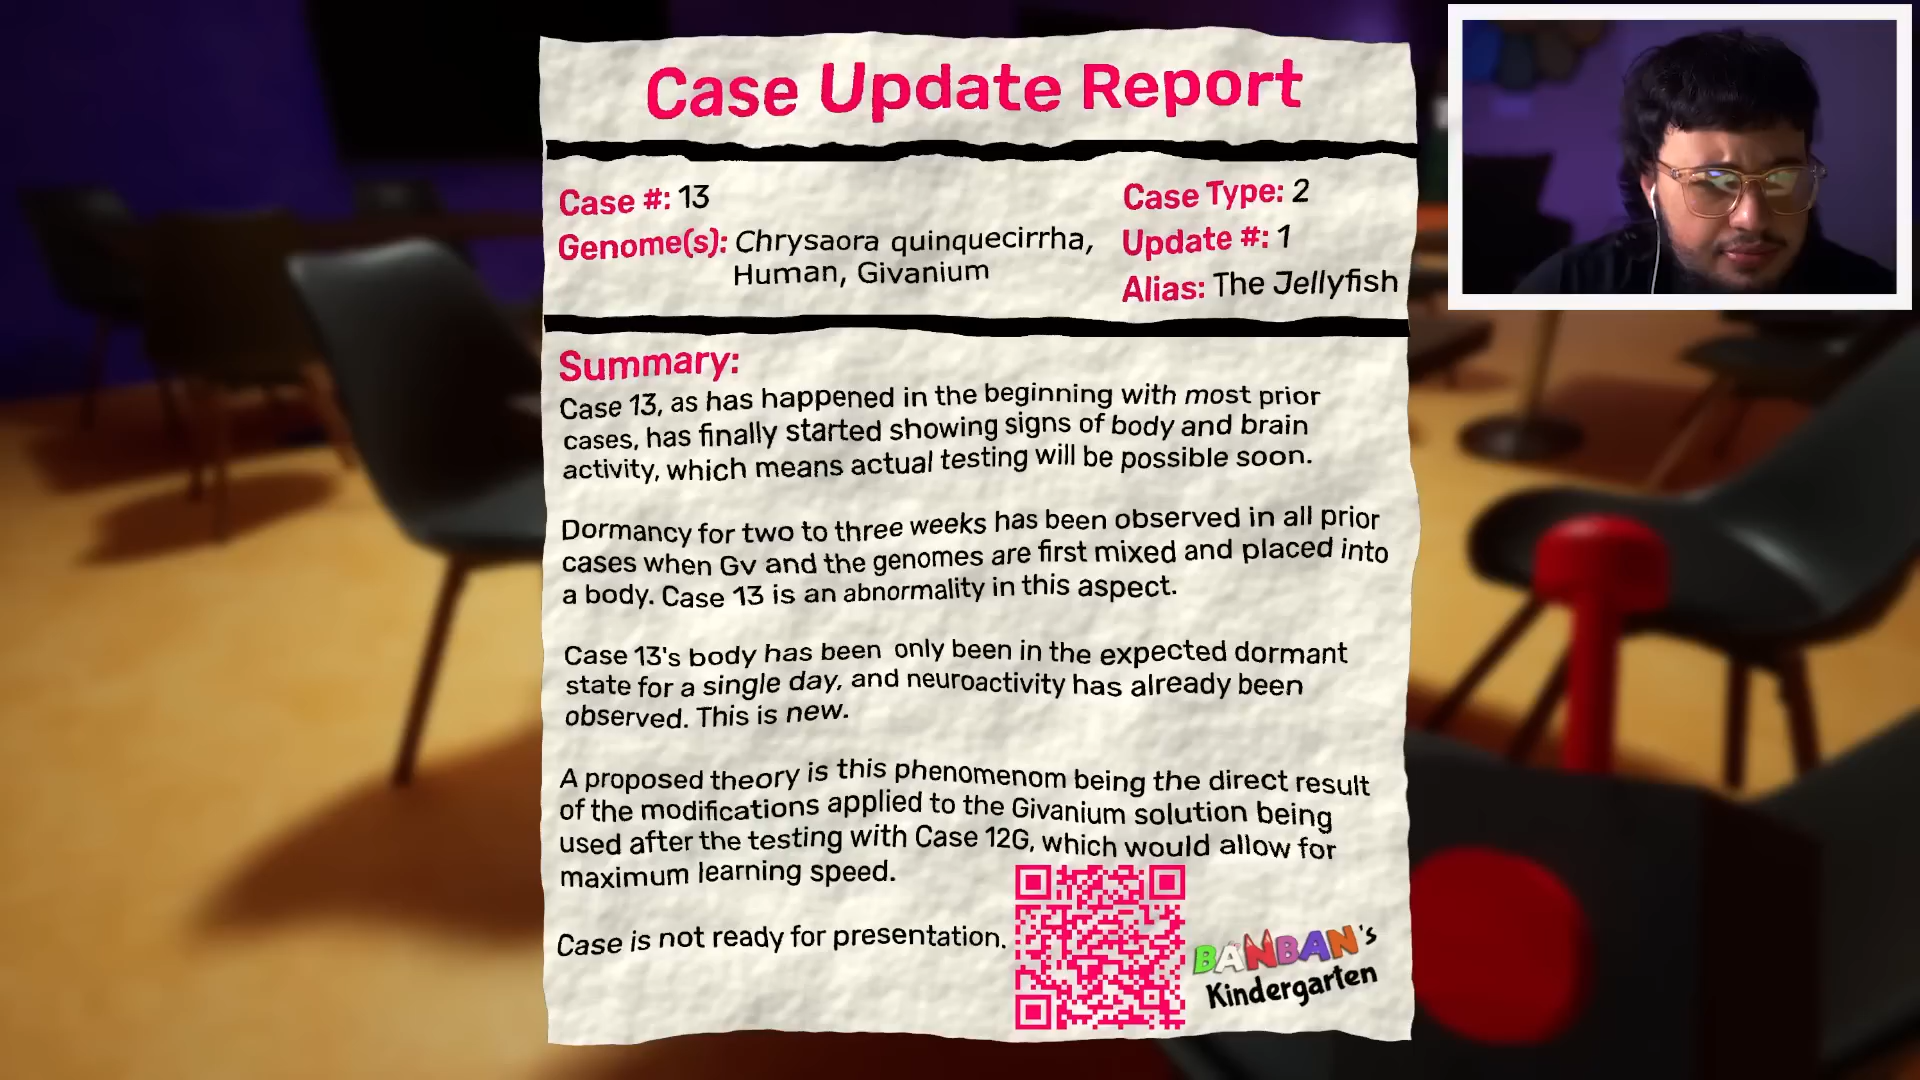 Case Update Report
Case #: 13
Genome(s): Chrysaora quinquecirrha,
Human, Givanium
Case Type: 2
Update #: 1
Alias: The Jellyfish
Summary:
Case 13, as has happened in the beginning with most prior
cases, has finally started showing signs of body and brain
activity, which means actual testing will be possible soon.
Dormancy for two to three weeks has been observed in all prior
cases when Gv and the genomes are first mixed and placed into
a body. Case 13 is an abnormality in this aspect.
Case 13's body has been only been in the expected dormant
state for a single day, and neuroactivity has already been
observed. This is new.
A proposed theory is this phenomenom being the direct result
of the modifications applied to the Givanium solution being
used after the testing with Case 12G, which would allow for
maximum learning speed.
Case is not ready for presentation.
BANBAN's
Kindergarten